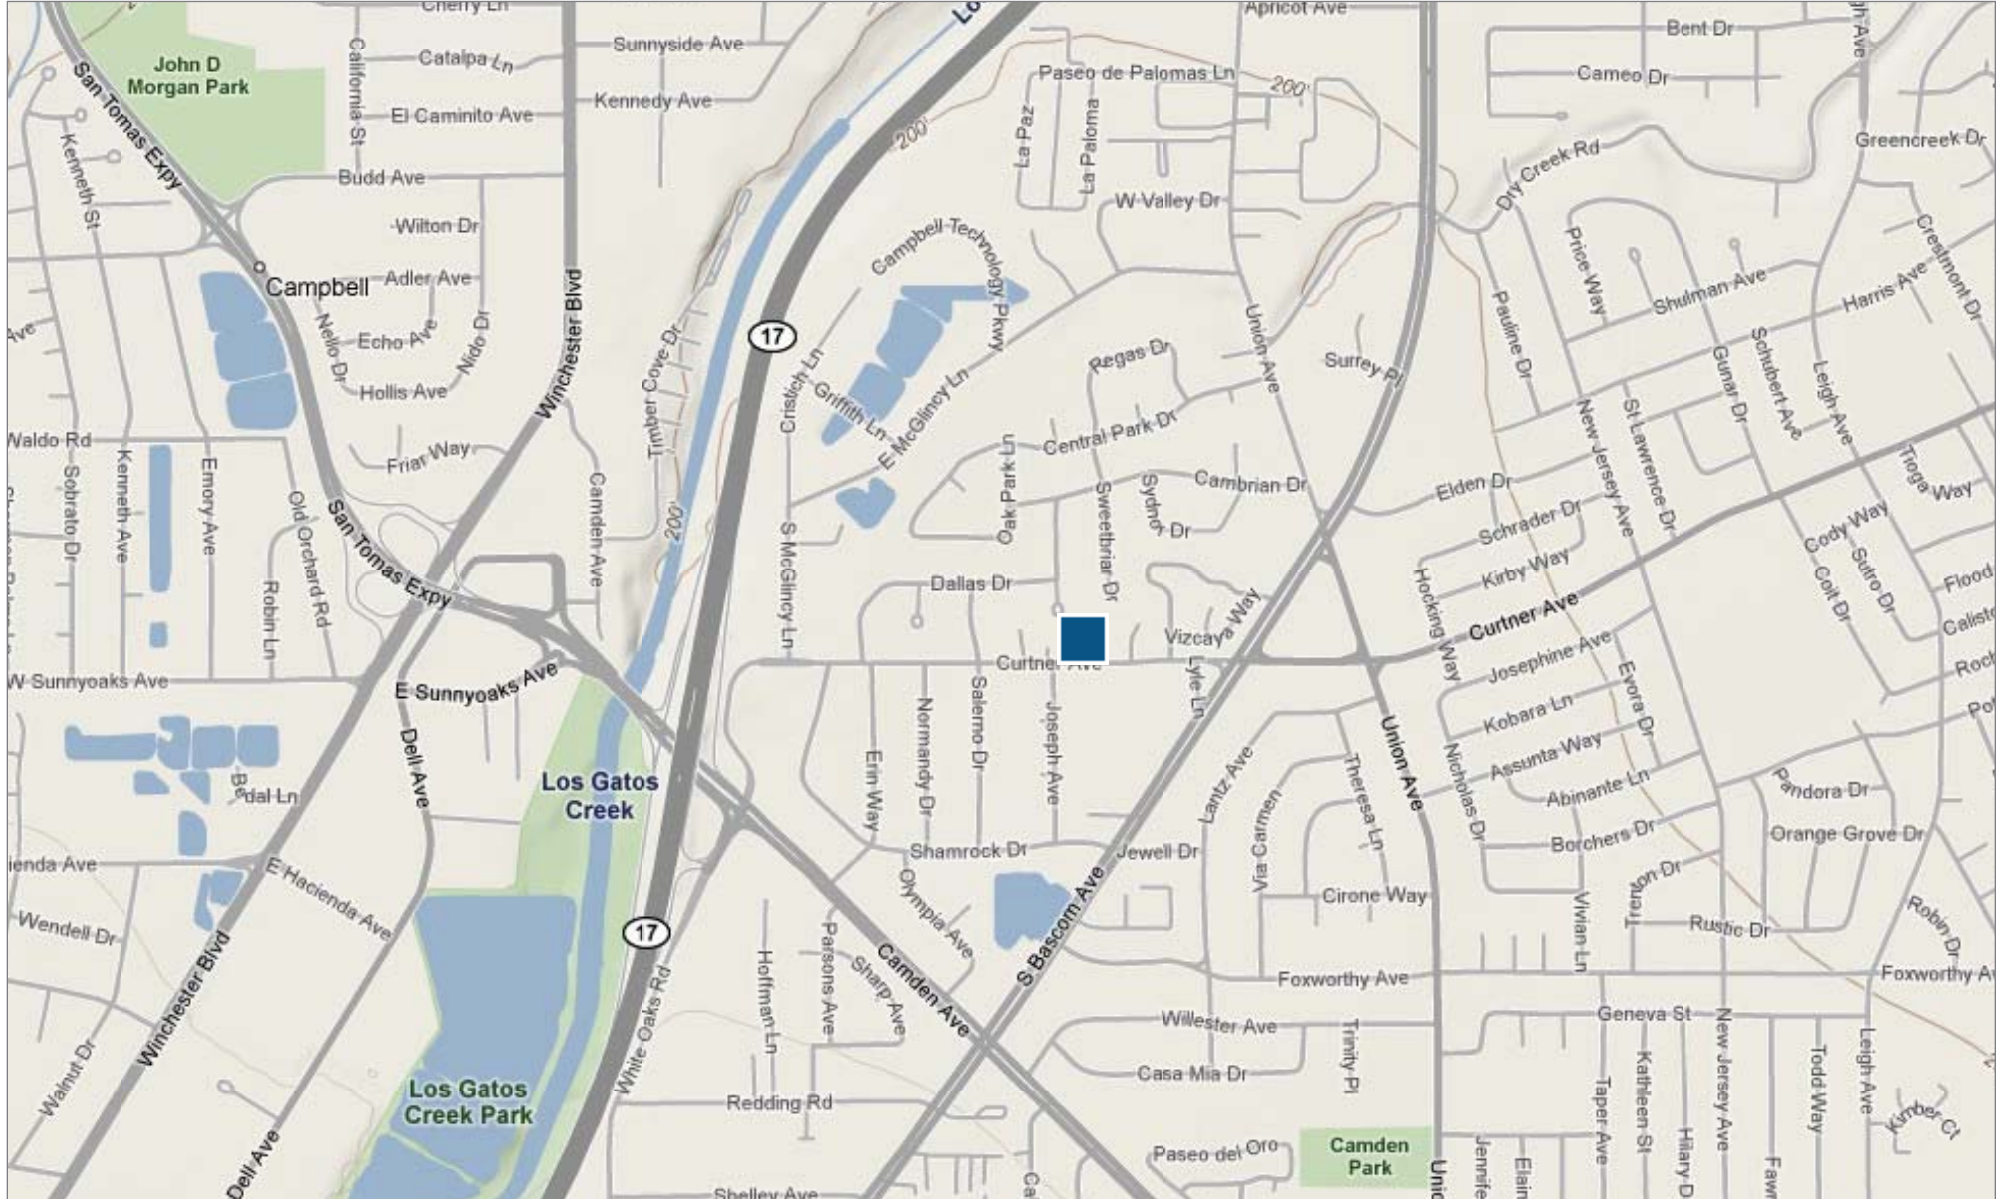 Cherry Ln
Apricot Ave
Bent Dr
John D
Morgan Park
California St
Catalpa Ln
Sunnyside Ave
Paseo de Palomas Ln
200'
Cameo Dr
San Tomas Expy
El Caminito Ave
Kennedy Ave
200'
La Paz
La Paloma
Greencreek Dr
Kenneth St
Budd Ave
W Valley Dr
Dry Creek Rd
Wilton Dr
Campbell Technology Pkwy
Price Way
Crestmont Dr
Campbell
Adler Ave
Winchester Blvd
Shulman Ave
Harris Ave
Nello Dr
Echo Ave
Nido Dr
Timber Cove Dr
17
Cristich Ln
Regas Dr
Union Ave
Surrey Pl
Pauline Dr
Gunar Dr
Schubert Ave
Leigh Ave
Hollis Ave
Griffith Ln
E McGlincy Ln
Central Park Dr
New Jersey Ave
St Lawrence Dr
Waldo Rd
Friar Way
Oak Park Ln
Cambrian Dr
Elden Dr
Tioga Way
Sobrato Dr
Kenneth Ave
Emory Ave
Old Orchard Rd
San Tomas Expy
Camden Ave
200'
S McGlincy Ln
Sweetbriar Dr
Sydney Dr
Schrader Dr
Cody Way
Robin Ln
Dallas Dr
Kirby Way
Hocking Way
Colt Dr
Sutro Dr
Flood
Curtner Ave
Vizcaya Way
Josephine Ave
W Sunnyoaks Ave
E Sunnyoaks Ave
Curtner Ave
Lyle Ln
Evora Dr
Dell Ave
Los Gatos
Creek
Erin Way
Normandy Dr
Salerno Dr
Joseph Ave
Lantz Ave
Union Ave
Kobara Ln
Nicholas Dr
Assunta Way
Abinante Ln
Theresa Ln
Via Carmen
Pandora Dr
Borchers Dr
Orange Grove Dr
Shamrock Dr
Jewell Dr
E Hacienda Ave
Wendell Dr
Olympia Ave
S Bascom Ave
Cirone Way
Vivian Ln
Rustic Dr
Robin Dr
17
Winchester Blvd
White Oaks Rd
Hoffman Ln
Parsons Ave
Sharp Ave
Camden Ave
Foxworthy Ave
Foxworthy A
Willester Ave
Trinity Pl
Geneva St
New Jersey Ave
Leigh Ave
Walnut Dr
Los Gatos
Creek Park
Redding Rd
Casa Mia Dr
Taper Ave
Kathleen St
Hilary D
Todd Way
Kimber Ct
Dell Ave
Paseo del Oro
Camden
Park
Shelley Ave